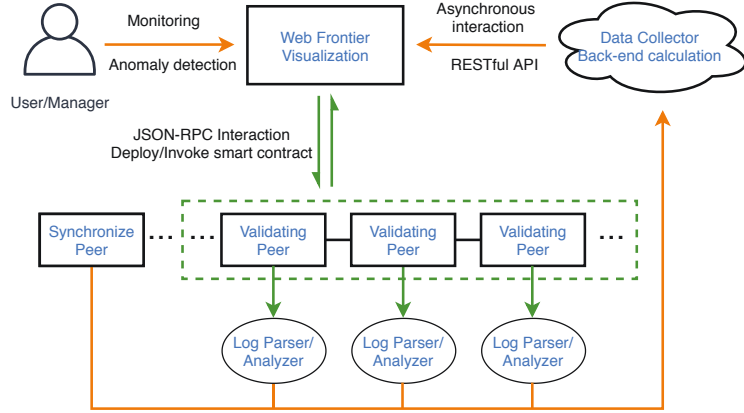 Monitoring
Anomaly detection
User/Manager
Web Frontier
Visualization
Asynchronous
interaction
RESTful API
Data Collector
Back-end calculation
JSON-RPC Interaction
Deploy/Invoke smart contract
Synchronize
Peer
...
...
Validating
Peer
Validating
Peer
Validating
Peer
...
Log Parser/
Analyzer
Log Parser/
Analyzer
Log Parser/
Analyzer